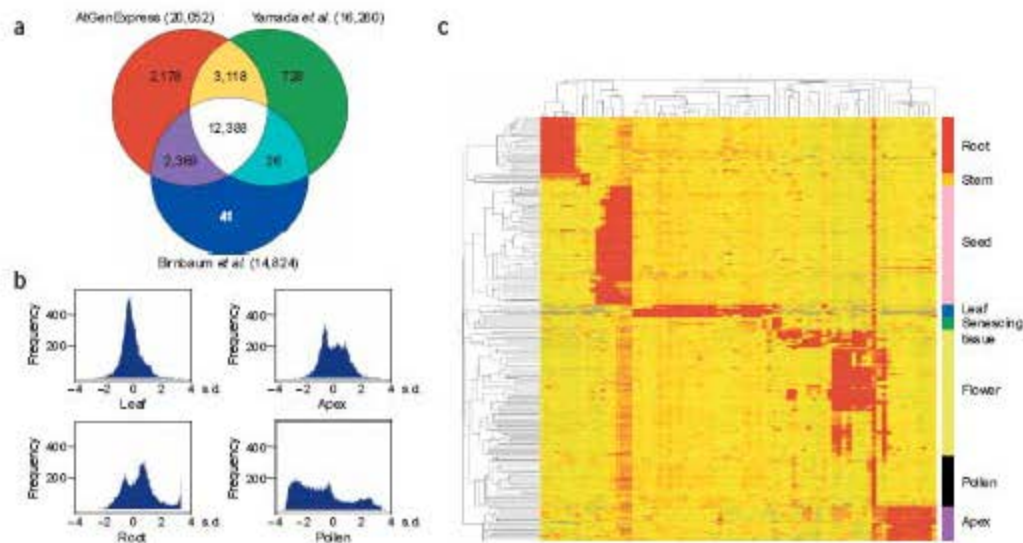 a
AtGenExpress (20,052)
Yamada et al. (16,260)
2,178
3,118
728
12,388
2,369
26
41
Birnbaum et al. (14,824)
b
Frequency
400
200
−4 −2 0 2 4 s.d.
Leaf
Frequency
400
200
−4 −2 0 2 4 s.d.
Apex
Frequency
400
200
−4 −2 0 2 4 s.d.
Root
Frequency
400
200
−4 −2 0 2 4 s.d.
Pollen
c
Root
Stem
Seed
Leaf
Senescing
tissue
Flower
Pollen
Apex